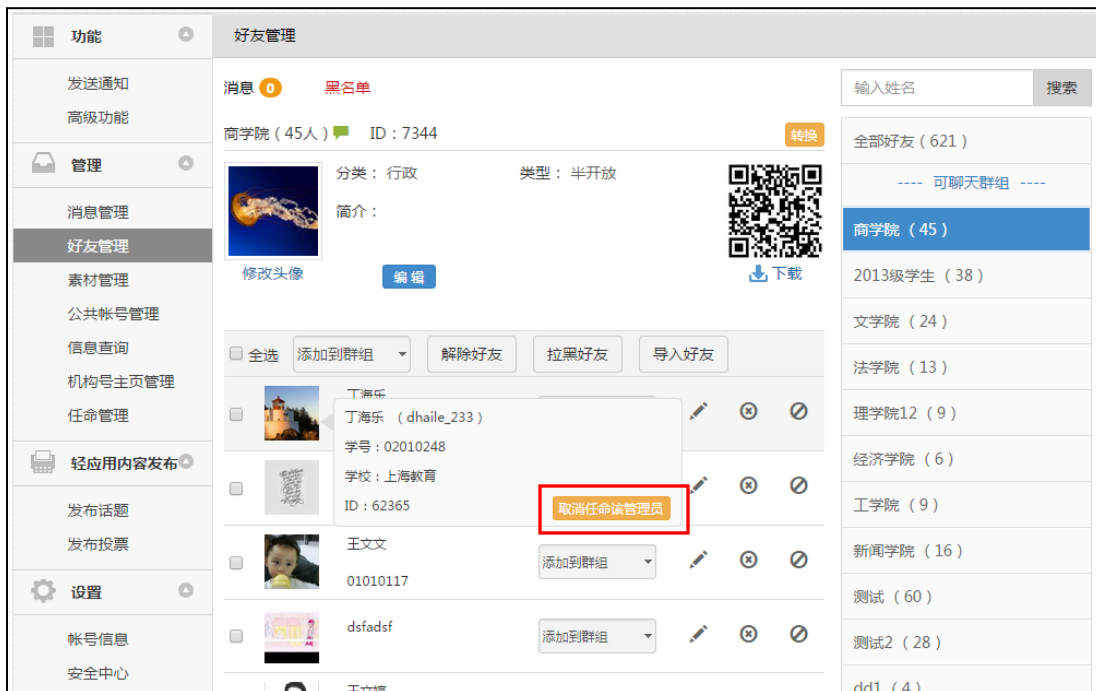 功能
发送通知
高级功能
管理
消息管理
好友管理
素材管理
公共帐号管理
信息查询
机构号主页管理
任命管理
轻应用内容发布
发布话题
发布投票
设置
帐号信息
安全中心
好友管理
消息 0 黑名单
商学院（45人） ID：7344 转换
分类：行政 类型：半开放
简介：
修改头像 编 辑 下载
全选 添加到群组 解除好友 拉黑好友 导入好友
丁海乐
丁海乐 （dhaile_233）
学号：02010248
学校：上海教育
ID：62365 取消任命该管理员
王文文
添加到群组
01010117
dsfadsf
添加到群组
输入姓名 搜索
全部好友（621）
---- 可聊天群组 ----
商学院 （45）
2013级学生 （38）
文学院 （24）
法学院 （13）
理学院12 （9）
经济学院 （6）
工学院 （9）
新闻学院 （16）
测试 （60）
测试2 （28）
dd1 （4）